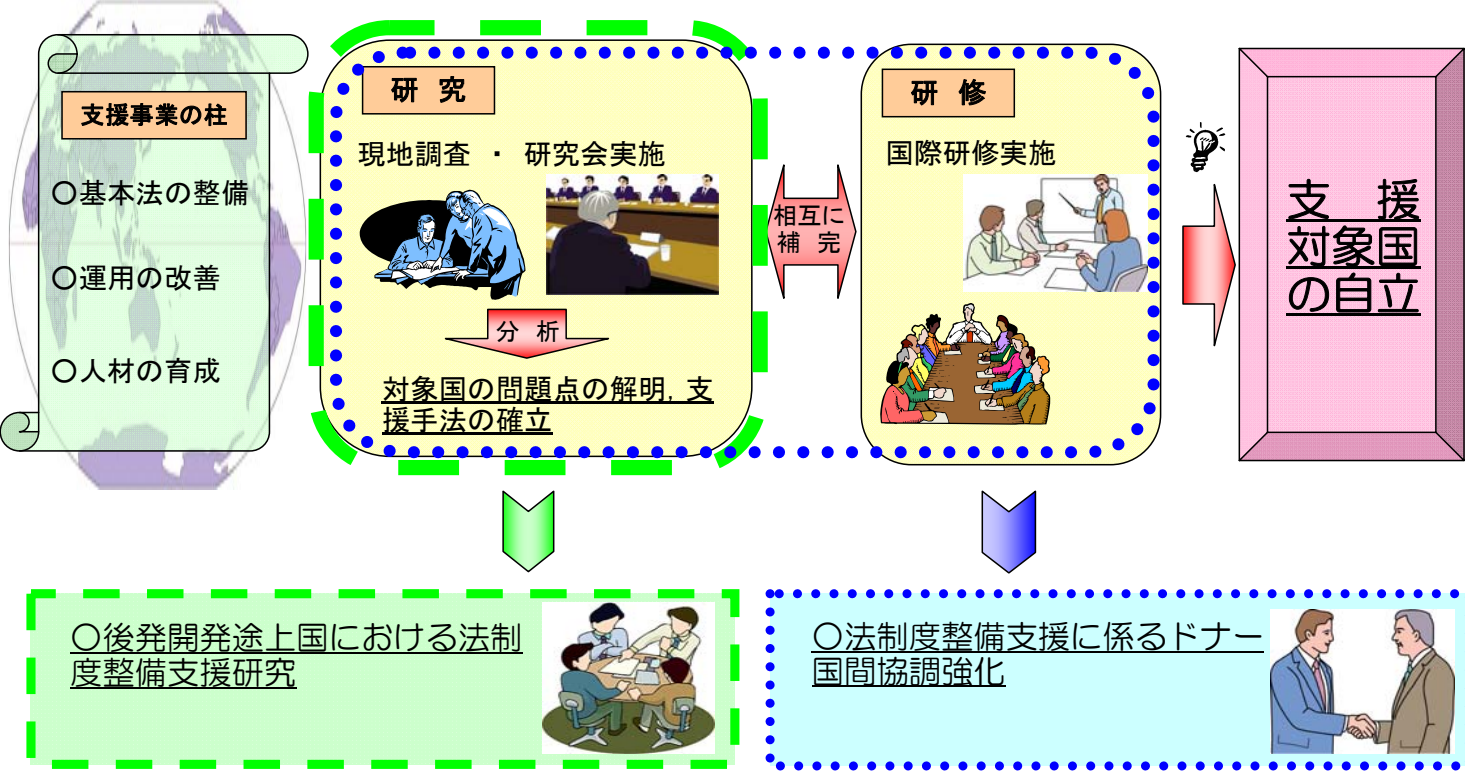 支援事業の柱
〇基本法の整備
〇運用の改善
〇人材の育成
研 究
現地調査 ・ 研究会実施
分 析
対象国の問題点の解明, 支
援手法の確立
相互に
補 完
研 修
国際研修実施
支 援
対象国
の自立
〇後発開発途上国における法制
度整備支援研究
〇法制度整備支援に係るドナー
国間協調強化